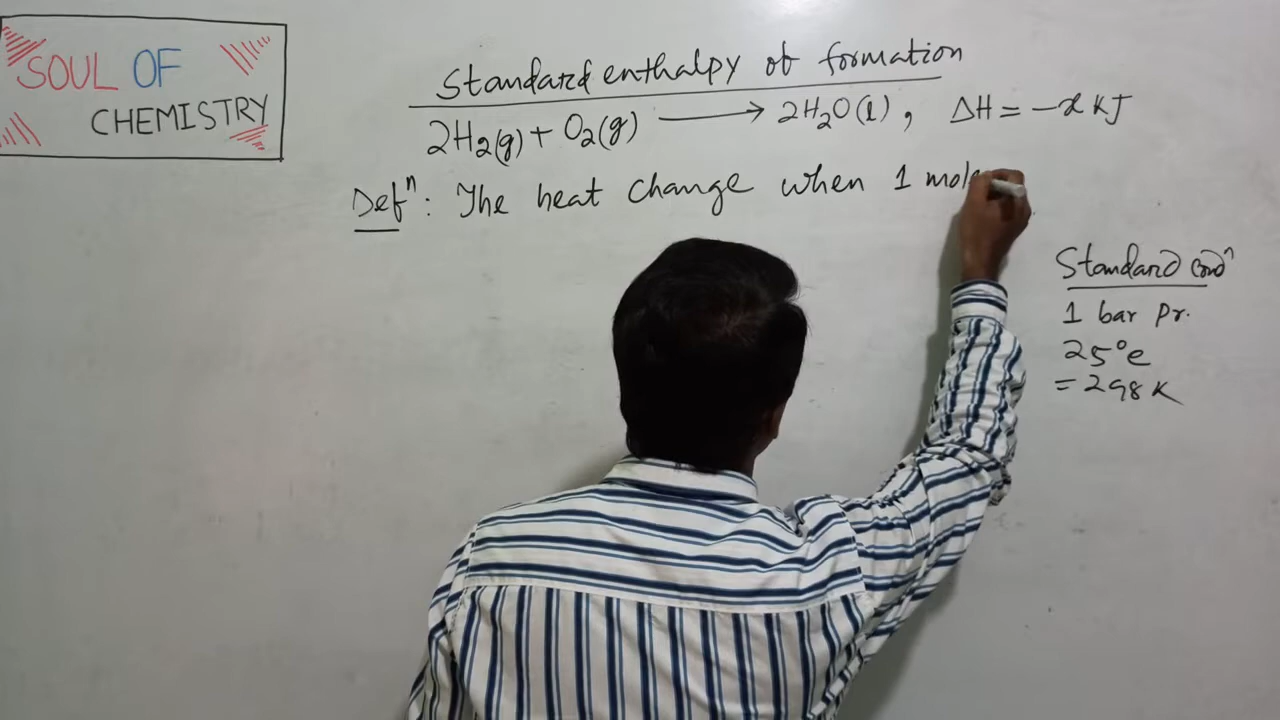 SOUL OF
CHEMISTRY
Standard enthalpy of formation
2H₂(g) + O₂(g) ⟶ 2H₂O(l), ΔH = -x KJ
Defⁿ: The heat change when 1 mole
Standard condⁿ
1 bar Pr.
25°c
= 298 K